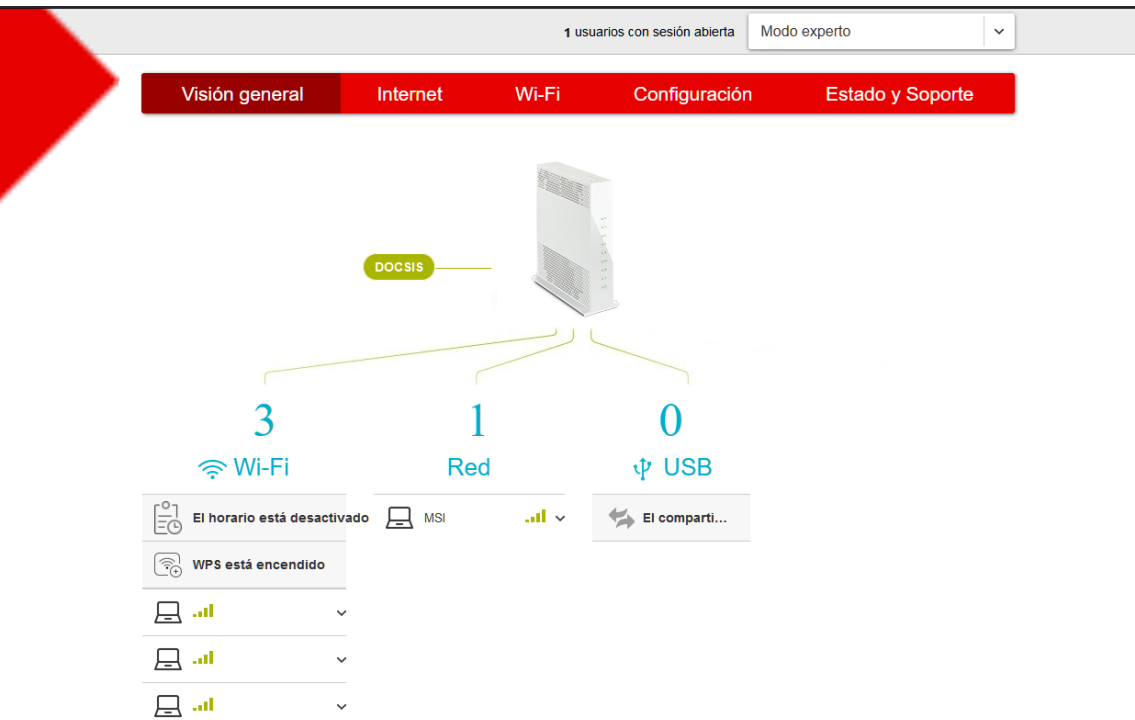 1 usuarios con sesión abierta
Modo experto
Visión general
Internet
Wi-Fi
Configuración
Estado y Soporte
DOCSIS
3
Wi-Fi
1
Red
0
USB
El horario está desactivado
MSI
El comparti...
WPS está encendido